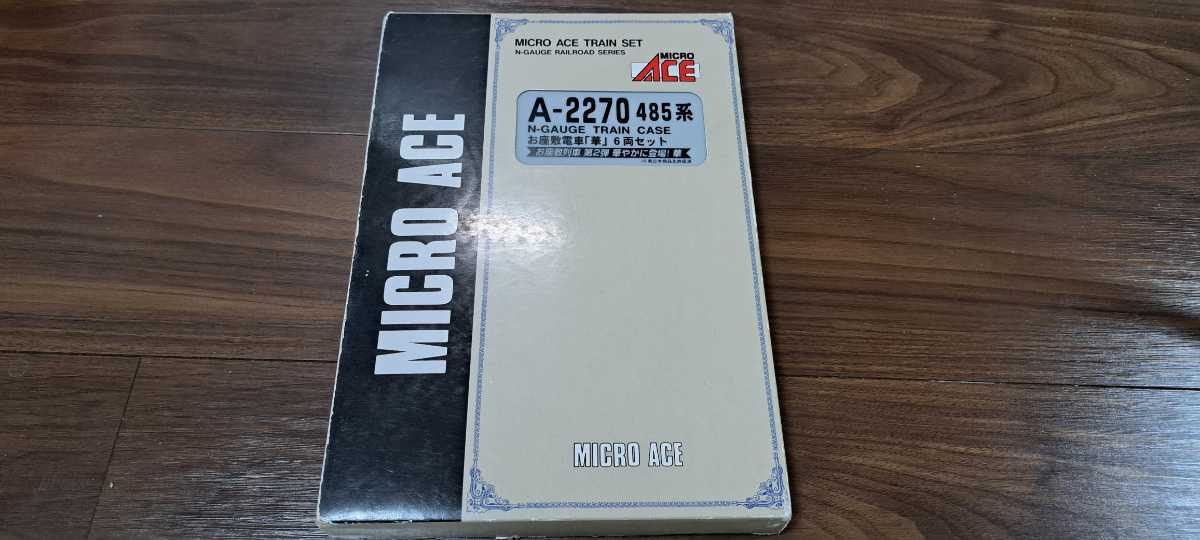 MICRO ACE
MICRO ACE TRAIN SET
N-GAUGE RAILROAD SERIES
MICRO
ACE
A-2270 485系
N-GAUGE TRAIN CASE
お座敷電車「華」6両セット
お座敷列車 第2弾 華やかに登場! 華
MICRO ACE